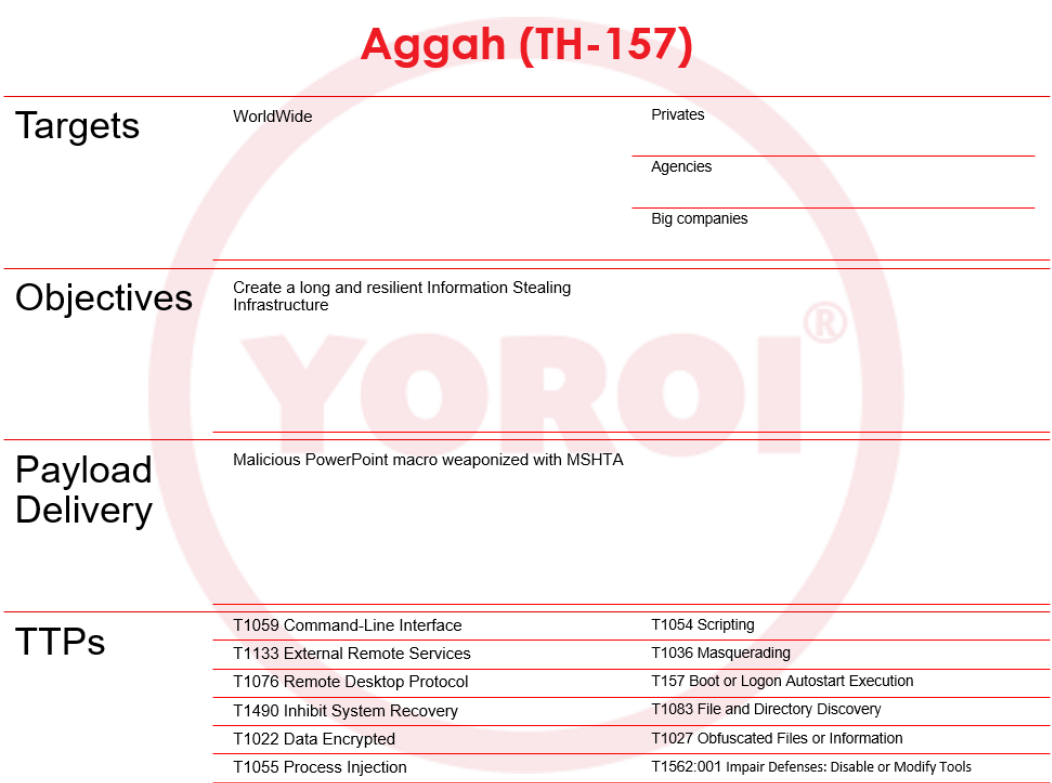 Aggah (TH-157)
Targets
WorldWide
Privates
Agencies
Big companies
Objectives
Create a long and resilient Information Stealing
Infrastructure
YOROI®
Payload
Delivery
Malicious PowerPoint macro weaponized with MSHTA
TTPs
T1059 Command-Line Interface
T1054 Scripting
T1133 External Remote Services
T1036 Masquerading
T1076 Remote Desktop Protocol
T157 Boot or Logon Autostart Execution
T1490 Inhibit System Recovery
T1083 File and Directory Discovery
T1022 Data Encrypted
T1027 Obfuscated Files or Information
T1055 Process Injection
T1562:001 Impair Defenses: Disable or Modify Tools